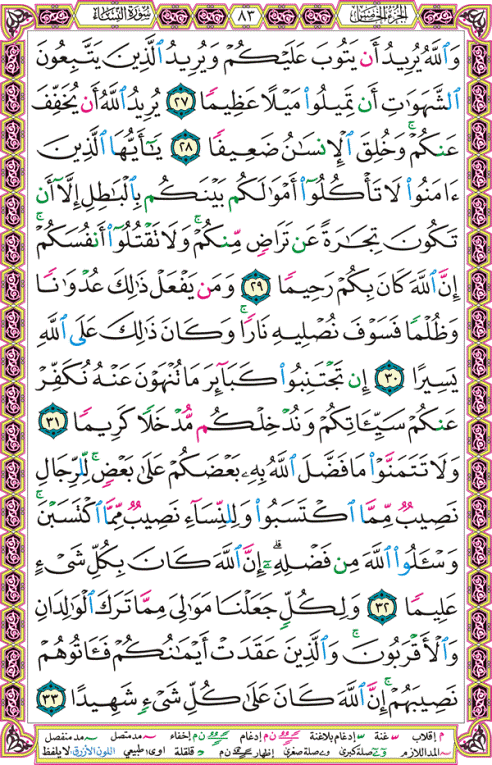 الجزء الخامس ٨٣ سورة النساء
وَٱللَّهُ يُرِيدُ أَن يَتُوبَ عَلَيْكُمْ وَيُرِيدُ ٱلَّذِينَ يَتَّبِعُونَ
ٱلشَّهَوَٰتِ أَن تَمِيلُوا۟ مَيْلًا عَظِيمًا ٢٧ يُرِيدُ ٱللَّهُ أَن يُخَفِّفَ
عَنكُمْ ۚ وَخُلِقَ ٱلْإِنسَٰنُ ضَعِيفًا ٢٨ يَٰٓأَيُّهَا ٱلَّذِينَ
ءَامَنُوا۟ لَا تَأْكُلُوٓا۟ أَمْوَٰلَكُم بَيْنَكُم بِٱلْبَٰطِلِ إِلَّآ أَن
تَكُونَ تِجَٰرَةً عَن تَرَاضٍ مِّنكُمْ ۚ وَلَا تَقْتُلُوٓا۟ أَنفُسَكُمْ ۚ
إِنَّ ٱللَّهَ كَانَ بِكُمْ رَحِيمًا ٢٩ وَمَن يَفْعَلْ ذَٰلِكَ عُدْوَٰنًا
وَظُلْمًا فَسَوْفَ نُصْلِيهِ نَارًا ۚ وَكَانَ ذَٰلِكَ عَلَى ٱللَّهِ
يَسِيرًا ٣٠ إِن تَجْتَنِبُوا۟ كَبَآئِرَ مَا تُنْهَوْنَ عَنْهُ نُكَفِّرْ
عَنكُمْ سَيِّـَٔاتِكُمْ وَنُدْخِلْكُم مُّدْخَلًا كَرِيمًا ٣١
وَلَا تَتَمَنَّوْا۟ مَا فَضَّلَ ٱللَّهُ بِهِۦ بَعْضَكُمْ عَلَىٰ بَعْضٍ ۚ لِّلرِّجَالِ
نَصِيبٌ مِّمَّا ٱكْتَسَبُوا۟ ۖ وَلِلنِّسَآءِ نَصِيبٌ مِّمَّا ٱكْتَسَبْنَ ۚ
وَسْـَٔلُوا۟ ٱللَّهَ مِن فَضْلِهِۦٓ ۗ إِنَّ ٱللَّهَ كَانَ بِكُلِّ شَىْءٍ
عَلِيمًا ٣٢ وَلِكُلٍّ جَعَلْنَا مَوَٰلِىَ مِمَّا تَرَكَ ٱلْوَٰلِدَانِ
وَٱلْأَقْرَبُونَ ۚ وَٱلَّذِينَ عَقَدَتْ أَيْمَٰنُكُمْ فَـَٔاتُوهُمْ
نَصِيبَهُمْ ۚ إِنَّ ٱللَّهَ كَانَ عَلَىٰ كُلِّ شَىْءٍ شَهِيدًا ٣٣
م إقلاب غنة إدغام بلاغنة ن م إدغام ن م إخفاء مد متصل مد منفصل
المد اللازم صلة كبرى وصلة صغرى إظهار ن م قلقلة اوى: طبيعي اللون الأزرق: لا يلفظ